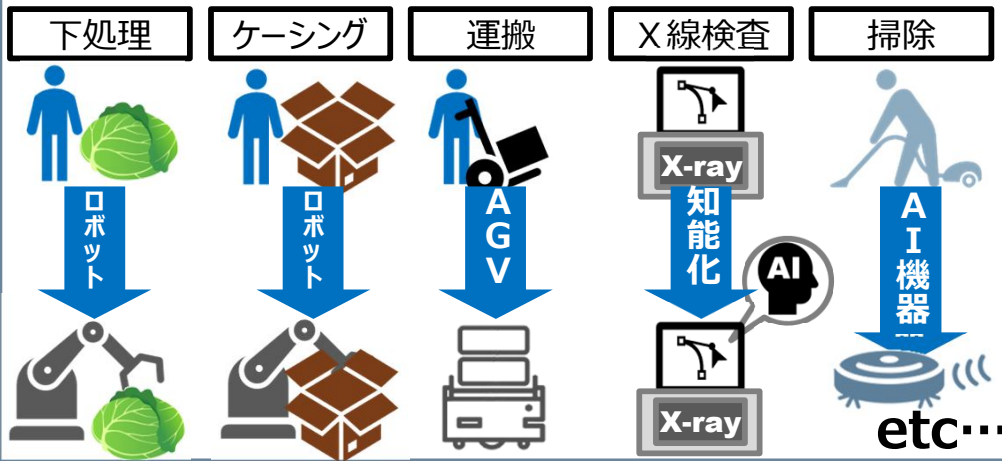 下処理
ケーシング
運搬
X線検査
掃除
X-ray
ロボット
ロボット
AGV
知能化
AI機器
AI
X-ray
etc…